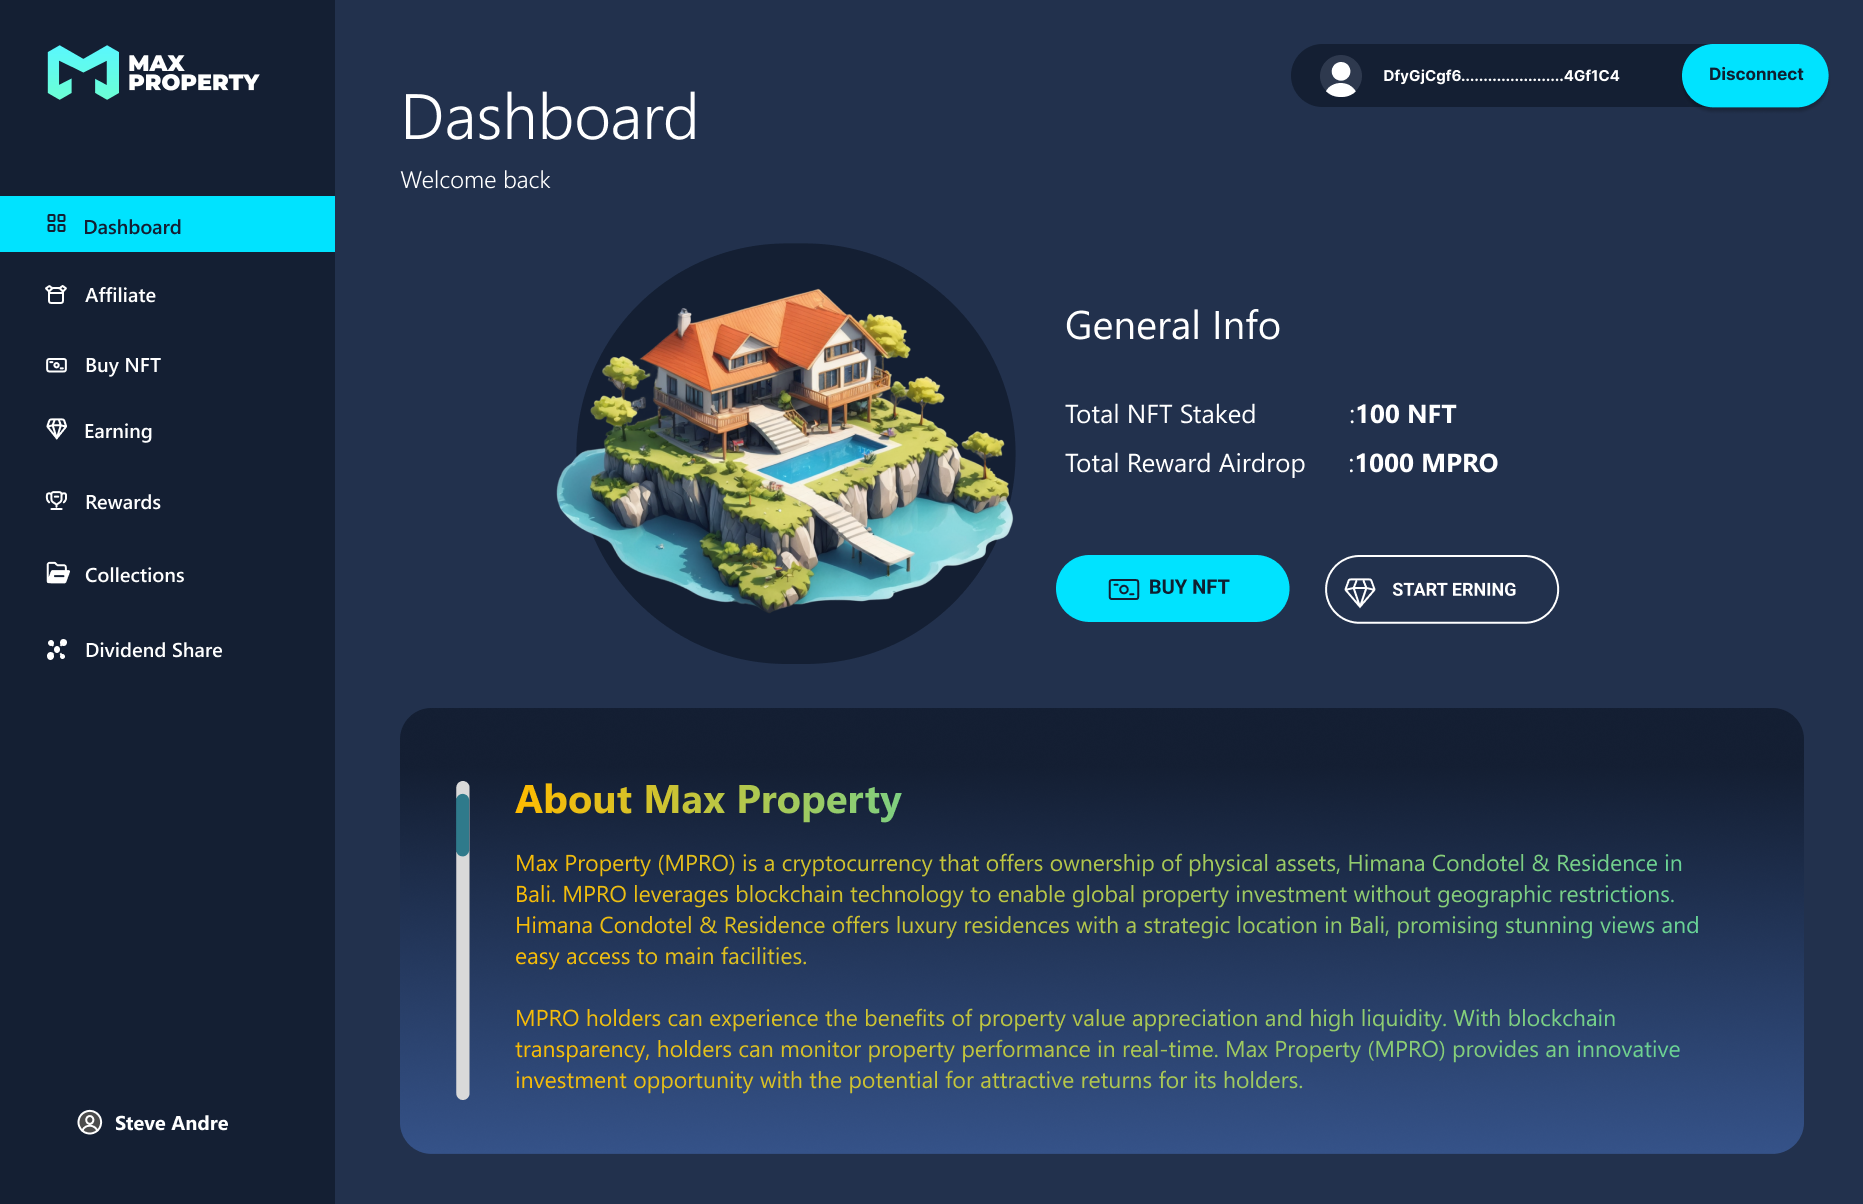 MAX
PROPERTY
DfyGjCgf6.......................4Gf1C4
Disconnect
Dashboard
Welcome back
Dashboard
Affiliate
Buy NFT
Earning
Rewards
Collections
Dividend Share
General Info
Total NFT Staked :100 NFT
Total Reward Airdrop :1000 MPRO
BUY NFT
START ERNING
About Max Property
Max Property (MPRO) is a cryptocurrency that offers ownership of physical assets, Himana Condotel & Residence in
Bali. MPRO leverages blockchain technology to enable global property investment without geographic restrictions.
Himana Condotel & Residence offers luxury residences with a strategic location in Bali, promising stunning views and
easy access to main facilities.
MPRO holders can experience the benefits of property value appreciation and high liquidity. With blockchain
transparency, holders can monitor property performance in real-time. Max Property (MPRO) provides an innovative
investment opportunity with the potential for attractive returns for its holders.
Steve Andre